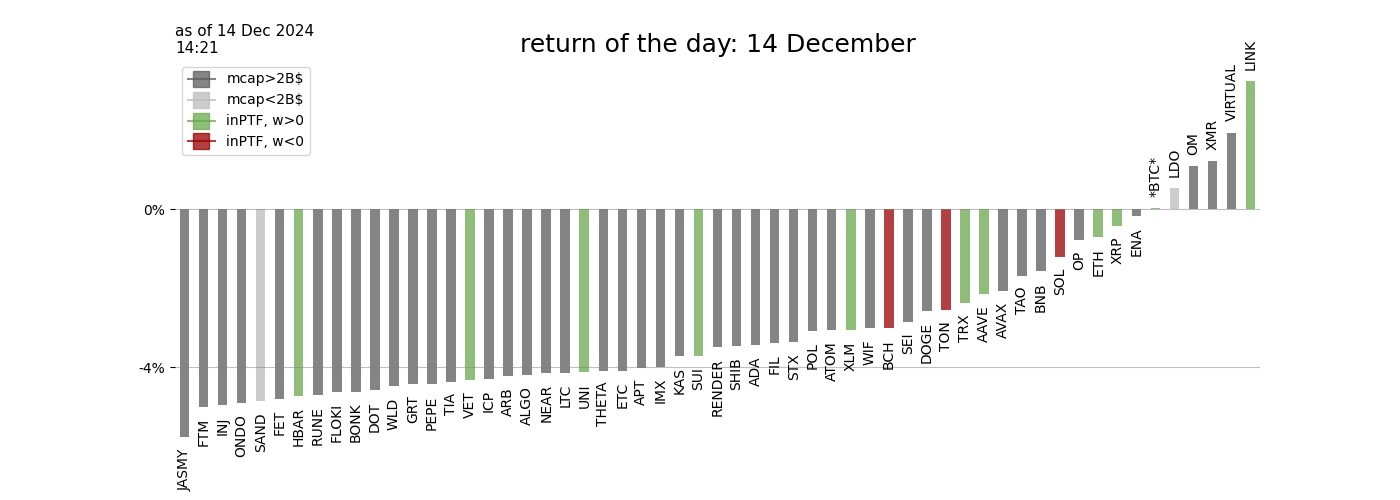 as of 14 Dec 2024
14:21
return of the day: 14 December
mcap>2B$
mcap<2B$
inPTF, w>0
inPTF, w<0
0%
-4%
JASMY
FTM
INJ
ONDO
SAND
FET
HBAR
RUNE
FLOKI
BONK
DOT
WLD
GRT
PEPE
TIA
VET
ICP
ARB
ALGO
NEAR
LTC
UNI
THETA
ETC
APT
IMX
KAS
SUI
RENDER
SHIB
ADA
FIL
STX
POL
ATOM
XLM
WIF
BCH
SEI
DOGE
TON
TRX
AAVE
AVAX
TAO
BNB
SOL
OP
ETH
XRP
ENA
*BTC*
LDO
OM
XMR
VIRTUAL
LINK